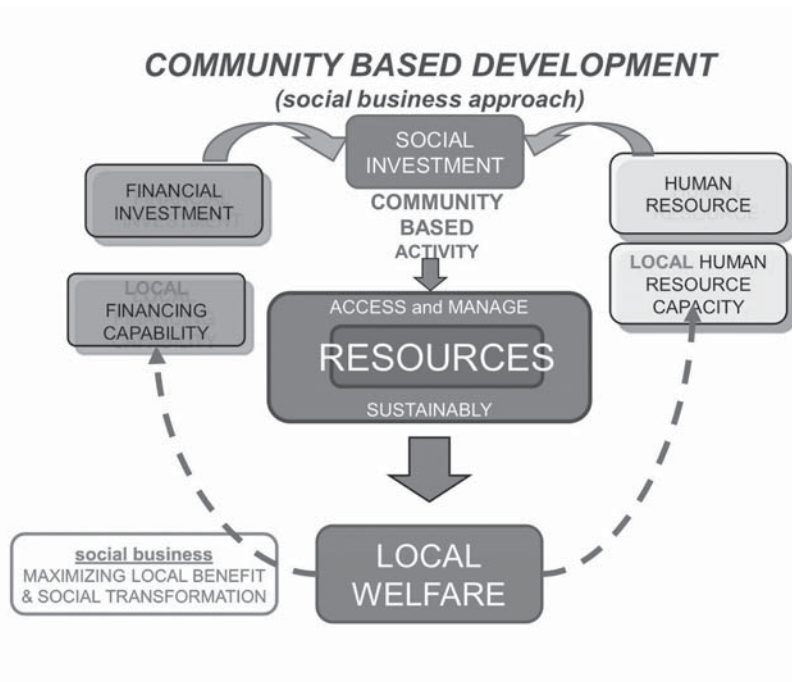 COMMUNITY BASED DEVELOPMENT
(social business approach)
SOCIAL
INVESTMENT
FINANCIAL
INVESTMENT
HUMAN
RESOURCE
COMMUNITY
BASED
ACTIVITY
LOCAL
FINANCING
CAPABILITY
LOCAL HUMAN
RESOURCE
CAPACITY
ACCESS and MANAGE
RESOURCES
SUSTAINABLY
LOCAL
WELFARE
social business
MAXIMIZING LOCAL BENEFIT
& SOCIAL TRANSFORMATION